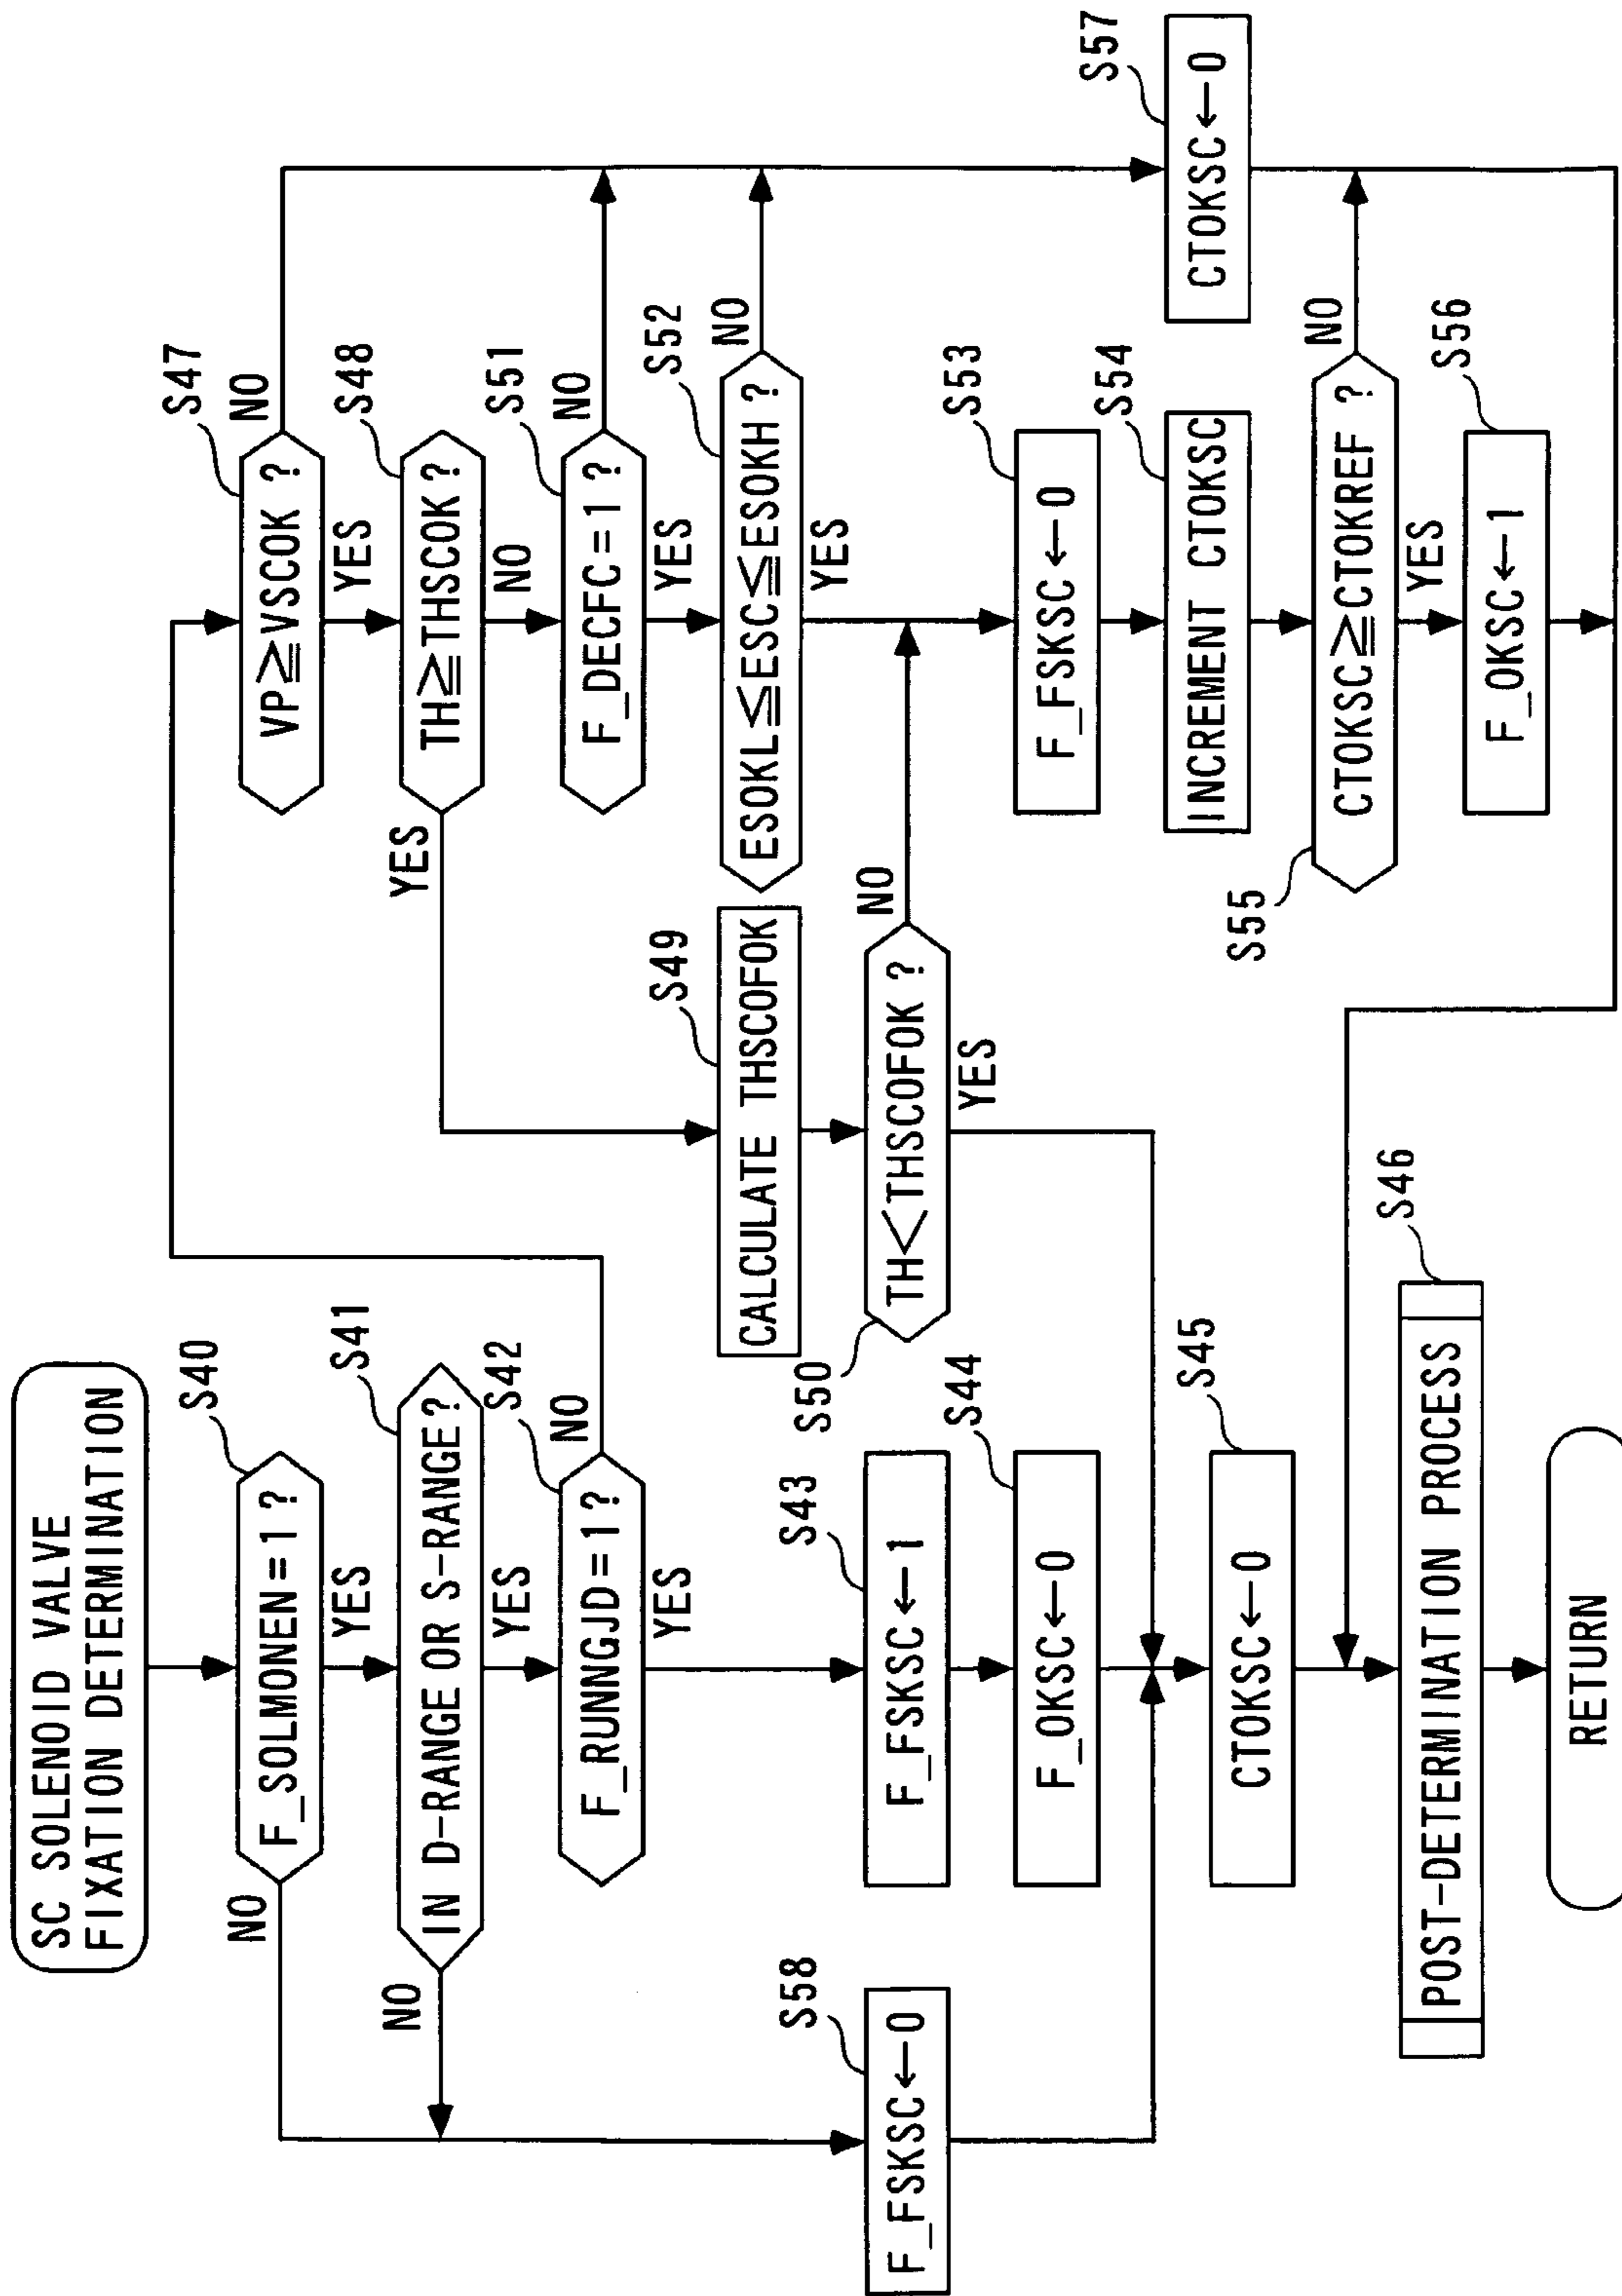 SC SOLENOID VALVE
FIXATION DETERMINATION
S40
F_SOLMONEN=1 ?
NO
YES
S41
IN D-RANGE OR S-RANGE?
NO
YES
S42
F_RUNNGJD=1 ?
NO
YES
S43
F_FSKSC←1
S44
F_OKSC←0
S58
F_FSKSC←0
S45
CTOKSC←0
S46
POST-DETERMINATION PROCESS
RETURN
S47
VP≧VSCOK ?
NO
YES
S48
TH≧THSCOK ?
YES
NO
S49
CALCULATE THSCOFOK
S50
TH<THSCOFOK ?
NO
YES
S51
F_DECFC=1 ?
NO
YES
S52
ESOKL≦ESC≦ESOKH ?
NO
YES
S53
F_FSKSC←0
S54
INCREMENT CTOKSC
S55
CTOKSC≧CTOKREF ?
NO
YES
S56
F_OKSC←1
S57
CTOKSC←0